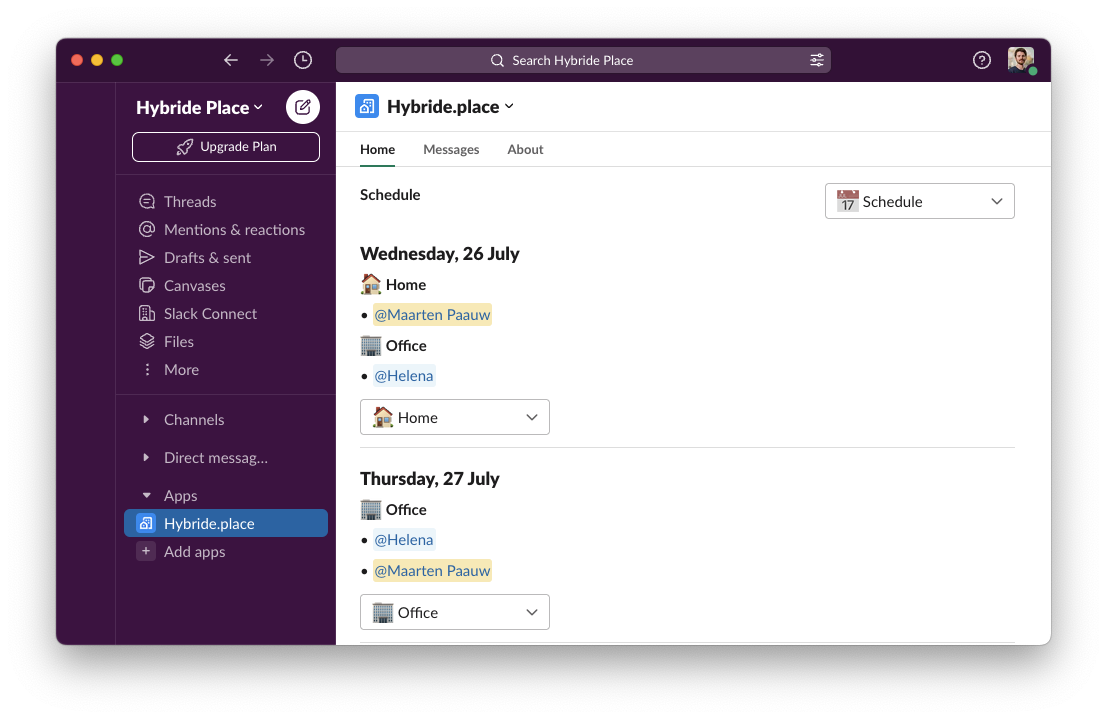 Search Hybride Place
Hybride Place
Upgrade Plan
Threads
Mentions & reactions
Drafts & sent
Canvases
Slack Connect
Files
More
Channels
Direct messag...
Apps
Hybride.place
Add apps
Hybride.place
Home Messages About
Schedule
17 Schedule
Wednesday, 26 July
Home
• @Maarten Paauw
Office
• @Helena
Home
Thursday, 27 July
Office
• @Helena
• @Maarten Paauw
Office